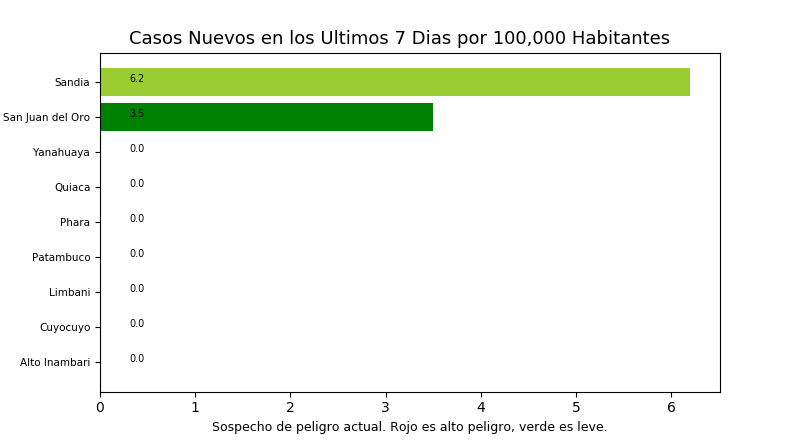 Casos Nuevos en los Ultimos 7 Dias por 100,000 Habitantes
Sandia 6.2
San Juan del Oro 3.5
Yanahuaya 0.0
Quiaca 0.0
Phara 0.0
Patambuco 0.0
Limbani 0.0
Cuyocuyo 0.0
Alto Inambari 0.0
0 1 2 3 4 5 6
Sospecho de peligro actual. Rojo es alto peligro, verde es leve.